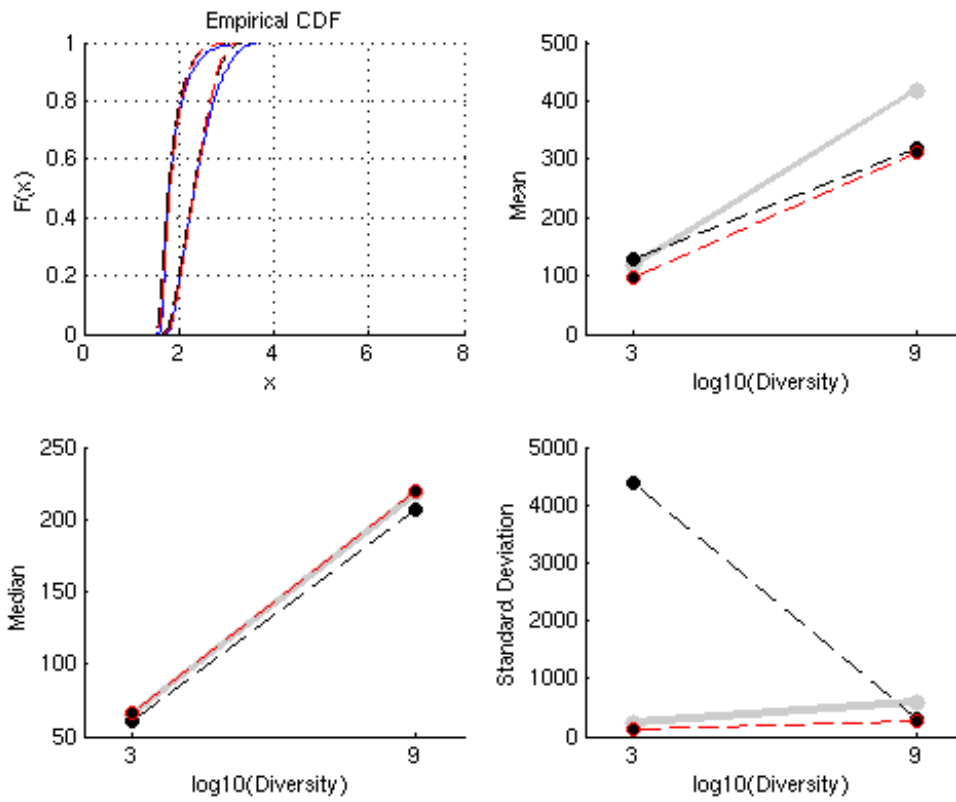 Empirical CDF
F(x)
1
0.8
0.6
0.4
0.2
0
0 2 4 6 8
x
Mean
500
400
300
200
100
0
3 9
log10(Diversity)
Median
250
200
150
100
50
3 9
log10(Diversity)
Standard Deviation
5000
4000
3000
2000
1000
0
3 9
log10(Diversity)